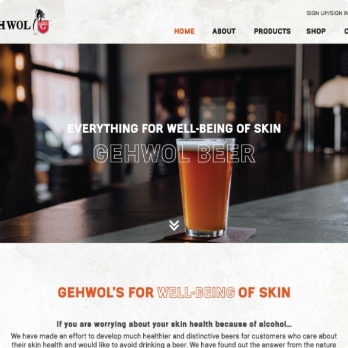 HWOL G
SIGN UP/SIGN IN
HOME ABOUT PRODUCTS SHOP C
EVERYTHING FOR WELL-BEING OF SKIN
GEHWOL BEER
GEHWOL'S FOR WELL-BEING OF SKIN
If you are worrying about your skin health because of alcohol...
We have made an effort to develop much healthier and distinctive beers for customers who care about
their skin health and would like to avoid drinking a beer. We have found out the answer from the nature